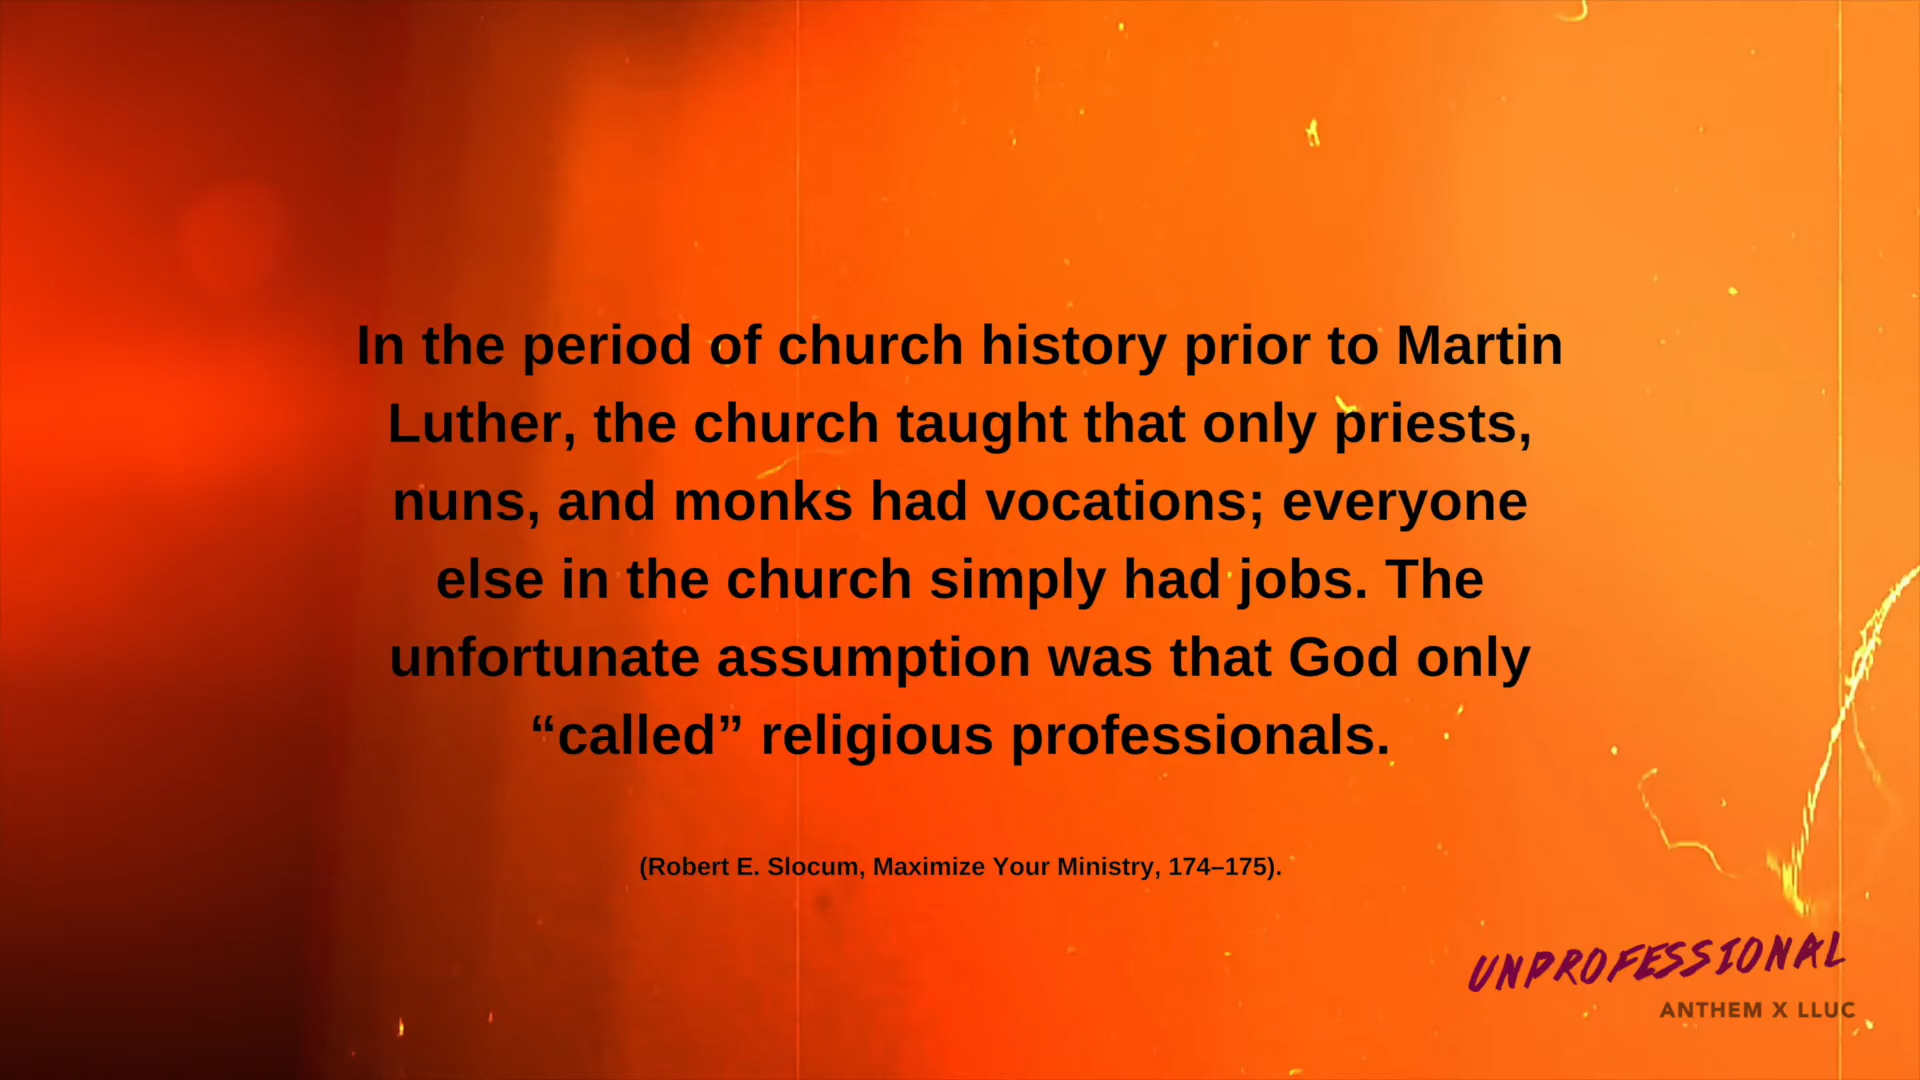 In the period of church history prior to Martin
Luther, the church taught that only priests,
nuns, and monks had vocations; everyone
else in the church simply had jobs. The
unfortunate assumption was that God only
“called” religious professionals.
(Robert E. Slocum, Maximize Your Ministry, 174–175).
UNPROFESSIONAL
ANTHEM X LLUC